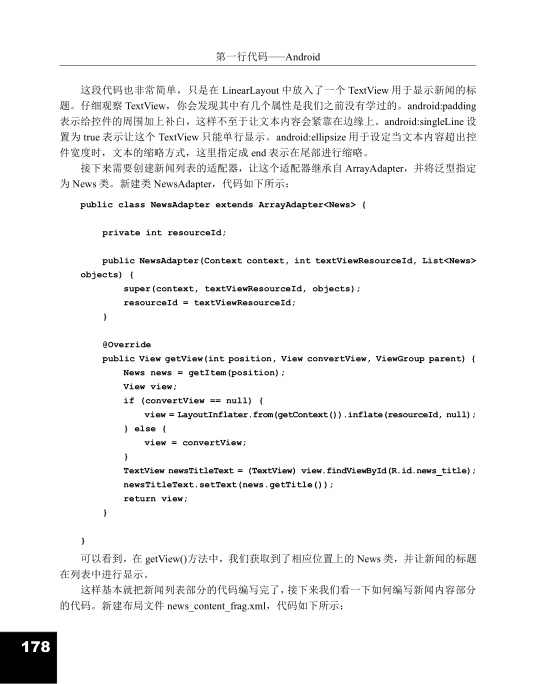 第一行代码——Android
这段代码也非常简单，只是在 LinearLayout 中放入了一个 TextView 用于显示新闻的标
题。仔细观察 TextView，你会发现其中有几个属性是我们之前没有学过的。android:padding
表示给控件的周围加上补白，这样不至于让文本内容会紧靠在边缘上。android:singleLine 设
置为 true 表示让这个 TextView 只能单行显示。android:ellipsize 用于设定当文本内容超出控
件宽度时，文本的缩略方式，这里指定成 end 表示在尾部进行缩略。
接下来需要创建新闻列表的适配器，让这个适配器继承自 ArrayAdapter，并将泛型指定
为 News 类。新建类 NewsAdapter，代码如下所示：
public class NewsAdapter extends ArrayAdapter<News> {
private int resourceId;
public NewsAdapter(Context context, int textViewResourceId, List<News>
objects) {
super(context, textViewResourceId, objects);
resourceId = textViewResourceId;
}
@Override
public View getView(int position, View convertView, ViewGroup parent) {
News news = getItem(position);
View view;
if (convertView == null) {
view = LayoutInflater.from(getContext()).inflate(resourceId, null);
} else {
view = convertView;
}
TextView newsTitleText = (TextView) view.findViewById(R.id.news_title);
newsTitleText.setText(news.getTitle());
return view;
}
}
可以看到，在 getView()方法中，我们获取到了相应位置上的 News 类，并让新闻的标题
在列表中进行显示。
这样基本就把新闻列表部分的代码编写完了，接下来我们看一下如何编写新闻内容部分
的代码。新建布局文件 news_content_frag.xml，代码如下所示：
178